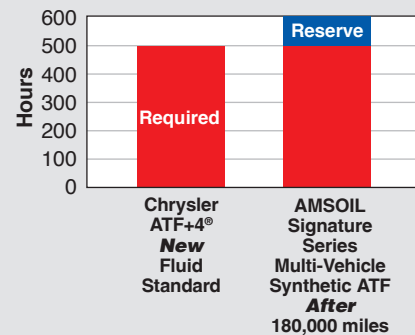 600
500
400
300
200
100
0
Hours
Required
Reserve
Chrysler
ATF+4®
New
Fluid
Standard
AMSOIL
Signature
Series
Multi-Vehicle
Synthetic ATF
After
180,000 miles